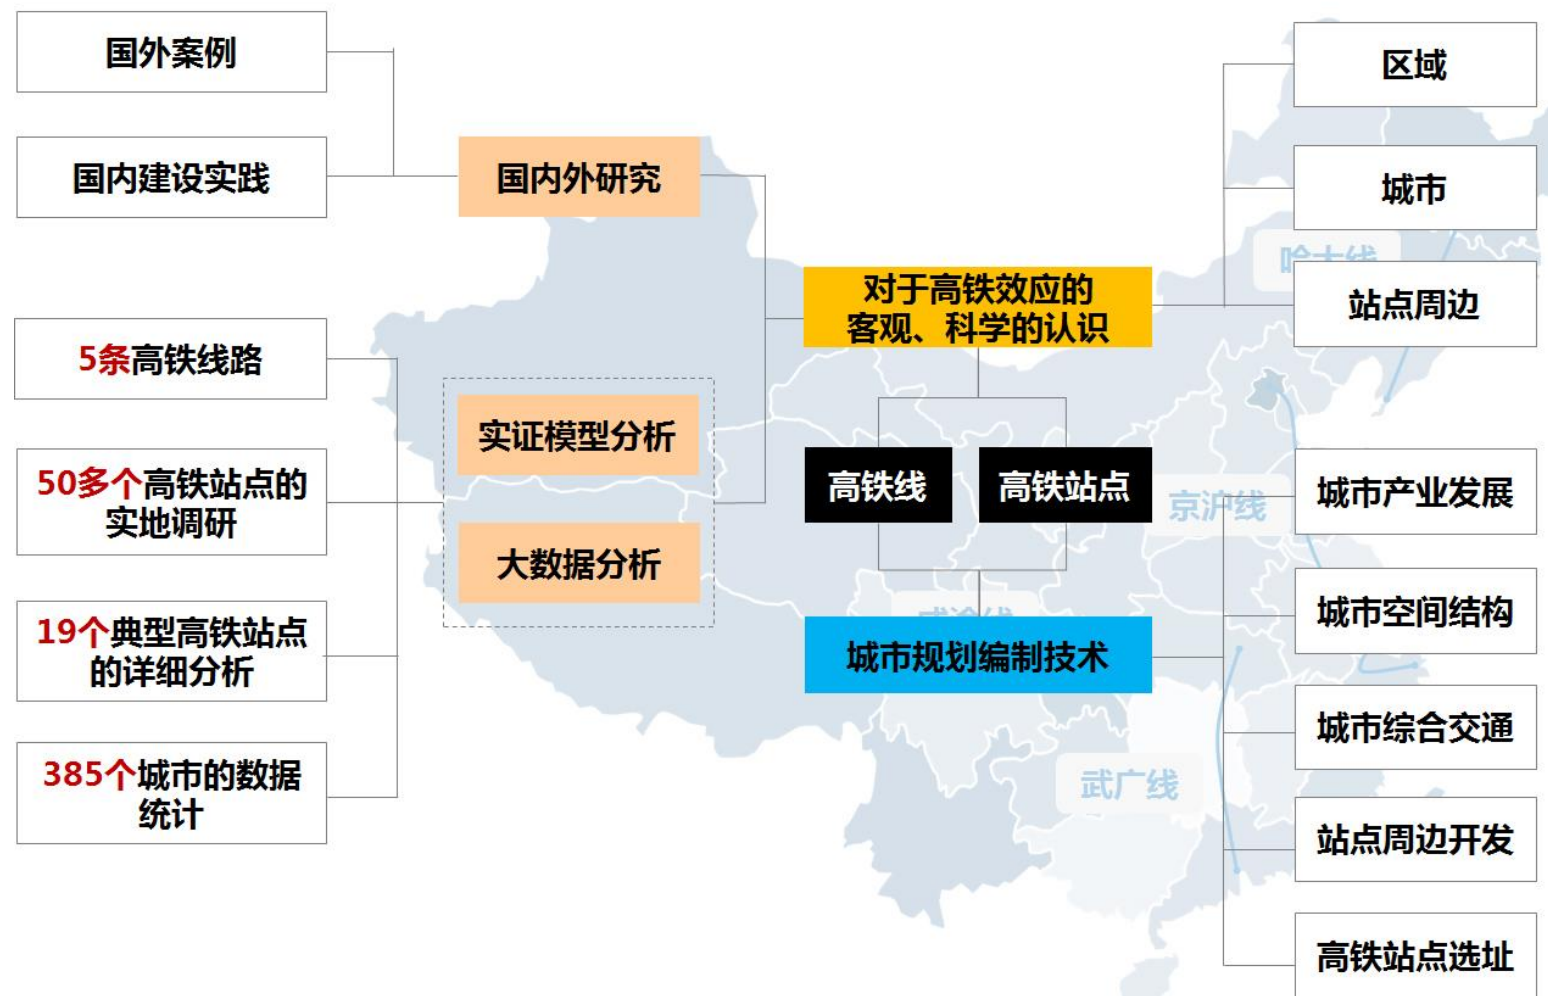 国外案例
国内建设实践
国内外研究
5条高铁线路
50多个高铁站点的
实地调研
19个典型高铁站点
的详细分析
385个城市的数据
统计
实证模型分析
大数据分析
对于高铁效应的
客观、科学的认识
高铁线
高铁站点
城市规划编制技术
区域
城市
站点周边
城市产业发展
城市空间结构
城市综合交通
站点周边开发
高铁站点选址
哈大线
京沪线
武广线